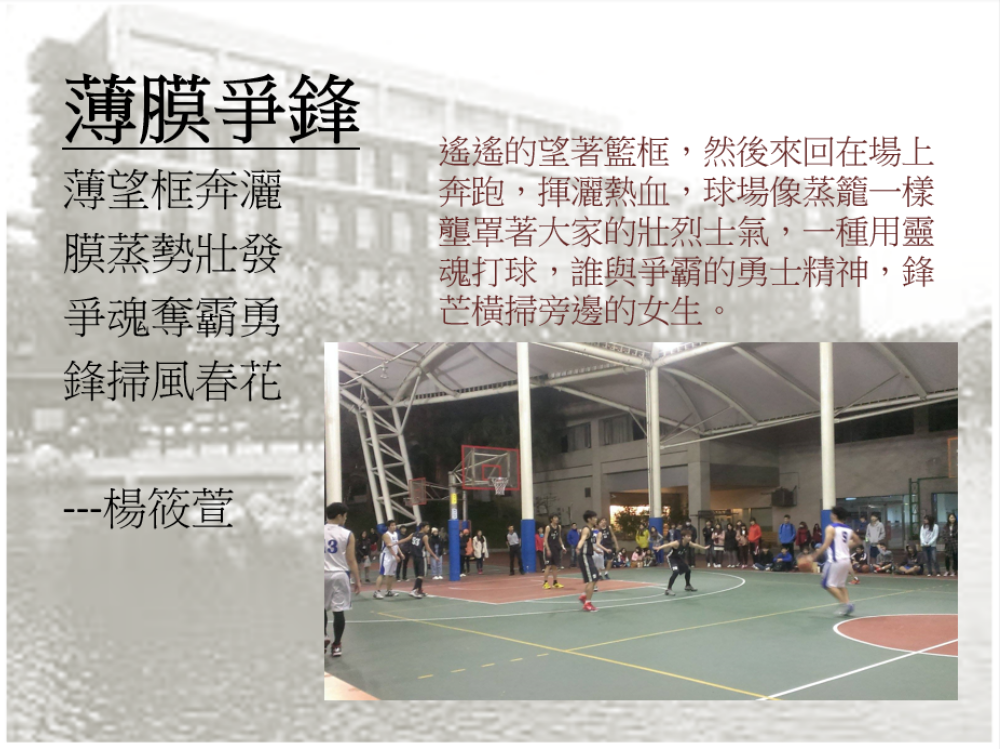 薄膜爭鋒
薄望框奔灑
膜蒸勢壯發
爭魂奪霸勇
鋒掃風春花
---楊筱萱
遙遙的望著籃框，然後來回在場上
奔跑，揮灑熱血，球場像蒸籠一樣
壟罩著大家的壯烈士氣，一種用靈
魂打球，誰與爭霸的勇士精神，鋒
芒橫掃旁邊的女生。
3